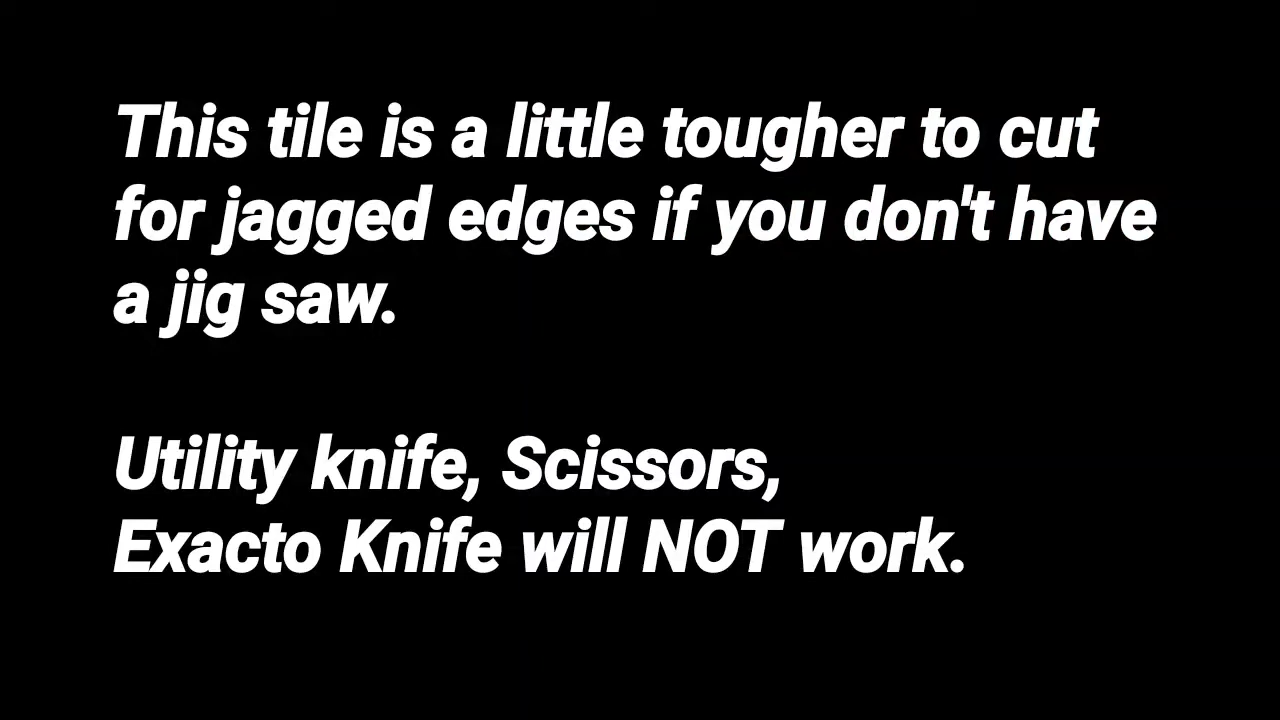 This tile is a little tougher to cut
for jagged edges if you don't have
a jig saw.
Utility knife, Scissors,
Exacto Knife will NOT work.